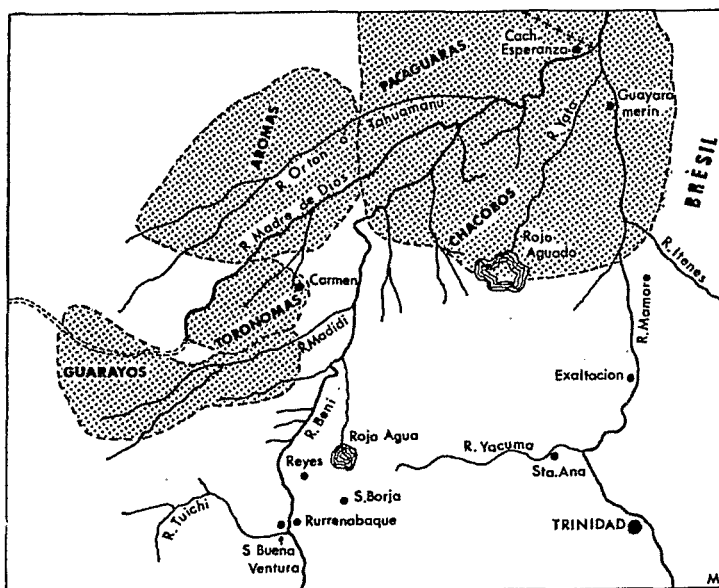 Cach.
Esperanza
PACAGUARAS
Guayara
merin
AROMAS
R. Orton o Tahuamanu
R. Yata
BRÉSIL
R. Madre de Dios
CHACOBOS
Rojo
Aguado
R. Itenes
Carmen
TORONOMAS
R. Madidi
GUARAYOS
R. Mamore
Exaltacion
R. Beni
Rojo Agua
R. Yacuma
Sta. Ana
Reyes
S. Borja
R. Tuichi
Rurrenabaque
S Buena
Ventura
TRINIDAD
M